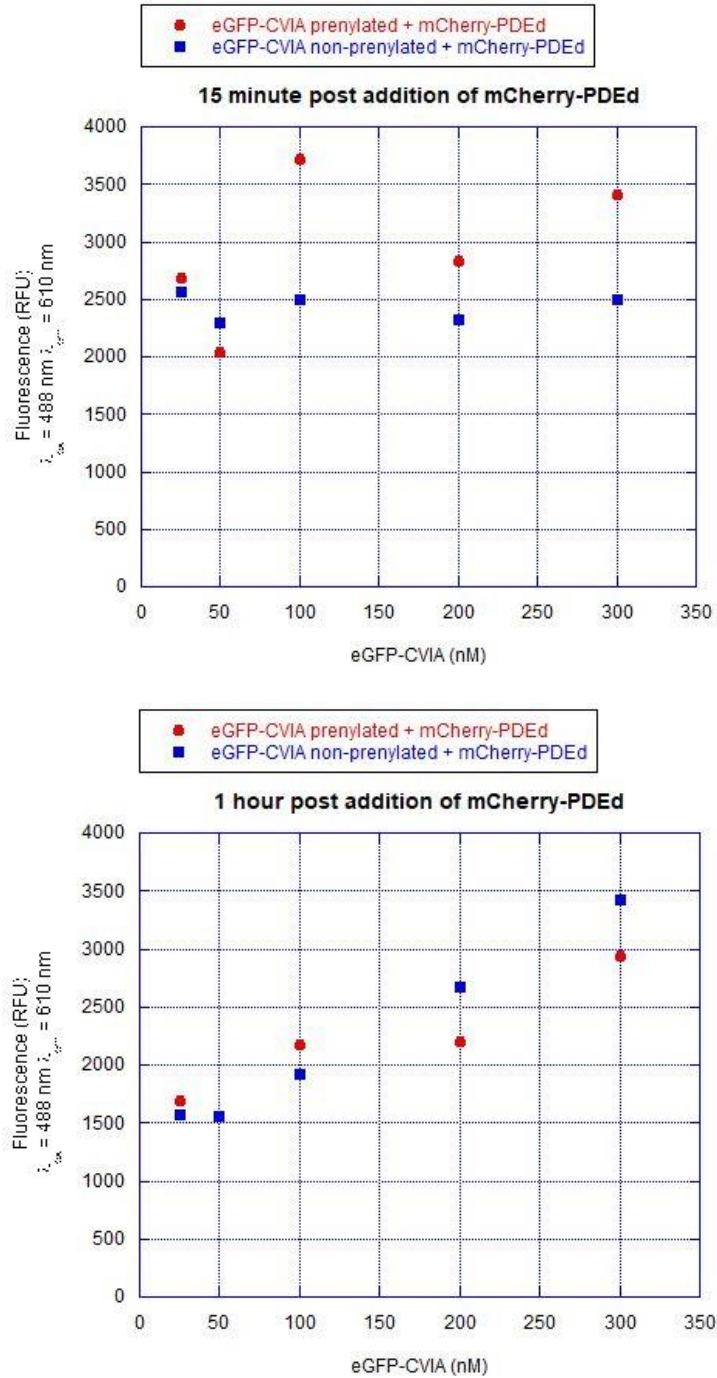 eGFP-CVIA prenylated + mCherry-PDEd
eGFP-CVIA non-prenylated + mCherry-PDEd
15 minute post addition of mCherry-PDEd
Fluorescence (RFU)
= 488 nm = 610 nm
4000
3500
3000
2500
2000
1500
1000
500
0
0 50 100 150 200 250 300 350
eGFP-CVIA (nM)
eGFP-CVIA prenylated + mCherry-PDEd
eGFP-CVIA non-prenylated + mCherry-PDEd
1 hour post addition of mCherry-PDEd
Fluorescence (RFU)
= 488 nm = 610 nm
4000
3500
3000
2500
2000
1500
1000
500
0
0 50 100 150 200 250 300 350
eGFP-CVIA (nM)